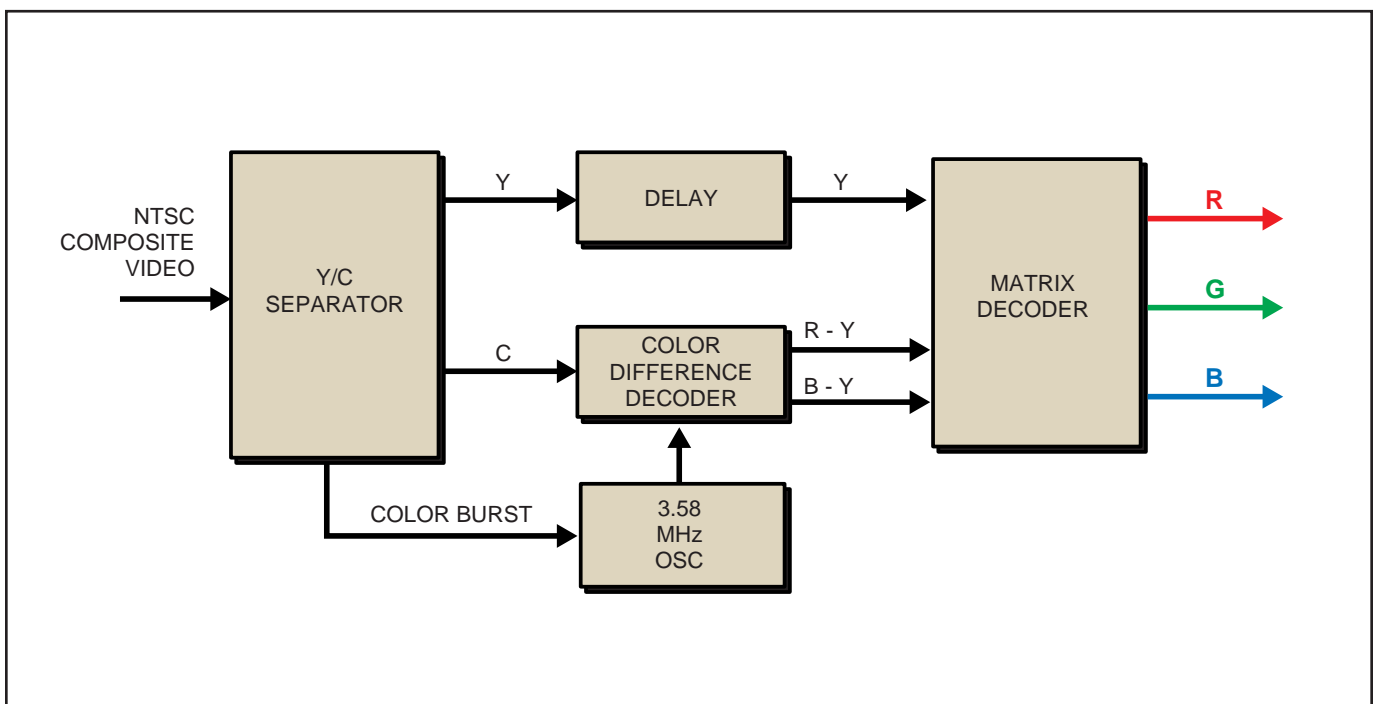 NTSC
COMPOSITE
VIDEO
Y/C
SEPARATOR
Y
DELAY
Y
C
COLOR
DIFFERENCE
DECODER
R - Y
B - Y
COLOR BURST
3.58
MHz
OSC
MATRIX
DECODER
R
G
B